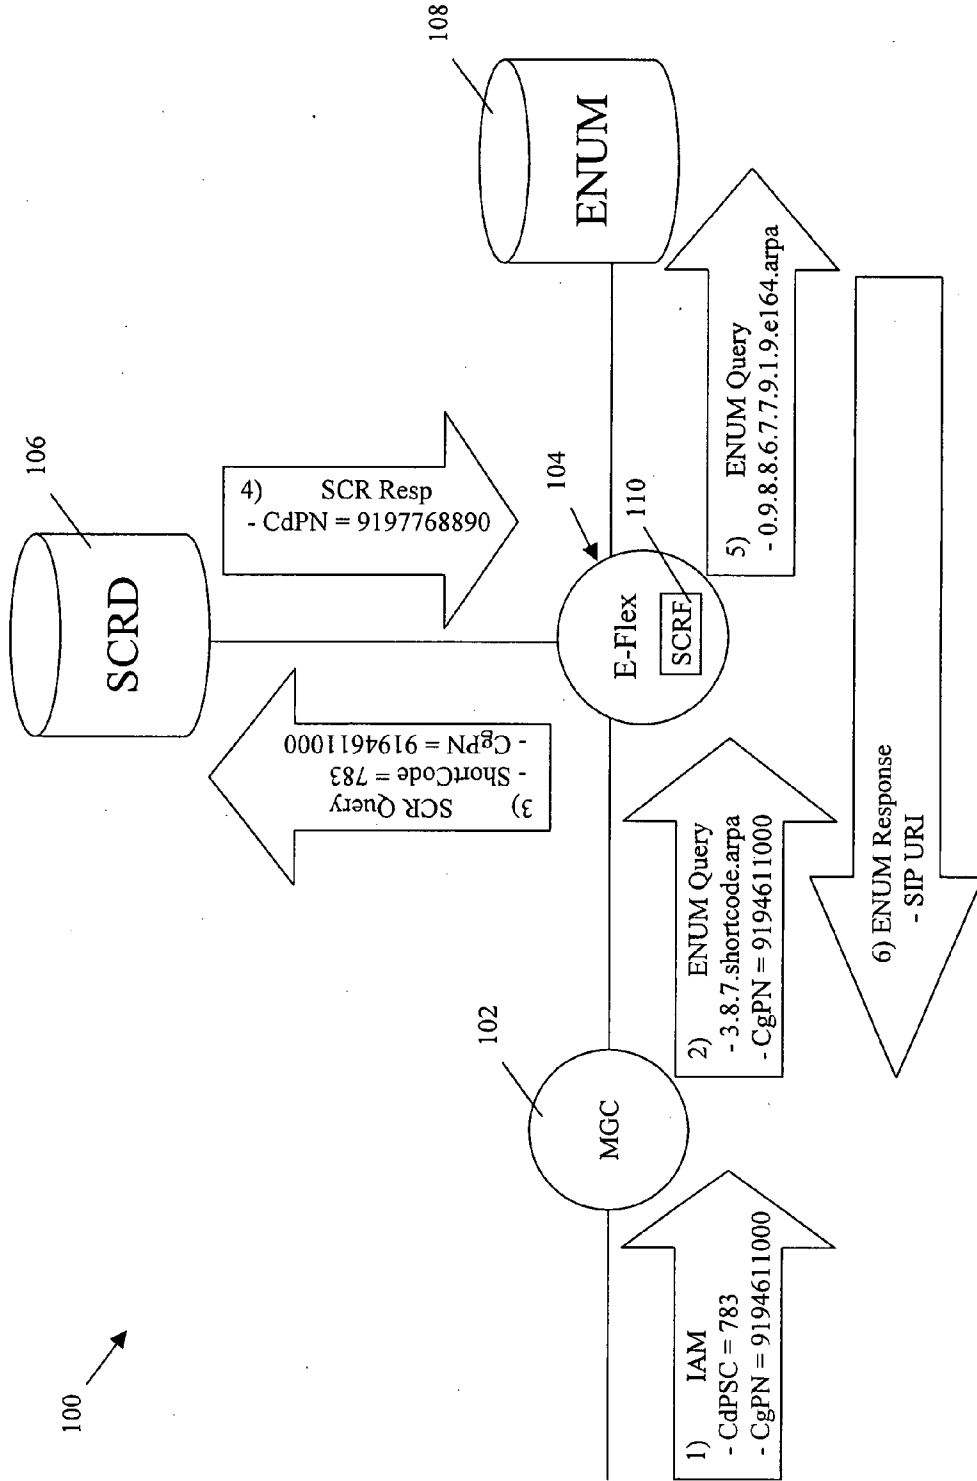 100
106
SCRD
108
ENUM
4) SCR Resp
- CdPN = 9197768890
3) SCR Query
- ShortCode = 783
- CgPN = 9194611000
104
E-Flex
SCRF
110
102
MGC
1) IAM
- CdPSC = 783
- CgPN = 9194611000
2) ENUM Query
- 3.8.7.shortcode.arpa
- CgPN = 9194611000
5) ENUM Query
- 0.9.8.8.6.7.7.9.1.9.e164.arpa
6) ENUM Response
- SIP URI